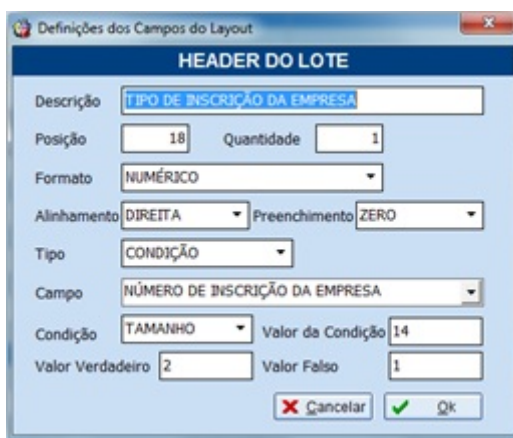 Definições dos Campos do Layout
HEADER DO LOTE
Descrição TIPO DE INSCRIÇÃO DA EMPRESA
Posição 18 Quantidade 1
Formato NUMÉRICO
Alinhamento DIREITA Preenchimento ZERO
Tipo CONDIÇÃO
Campo NÚMERO DE INSCRIÇÃO DA EMPRESA
Condição TAMANHO Valor da Condição 14
Valor Verdadeiro 2 Valor Falso 1
Cancelar Ok